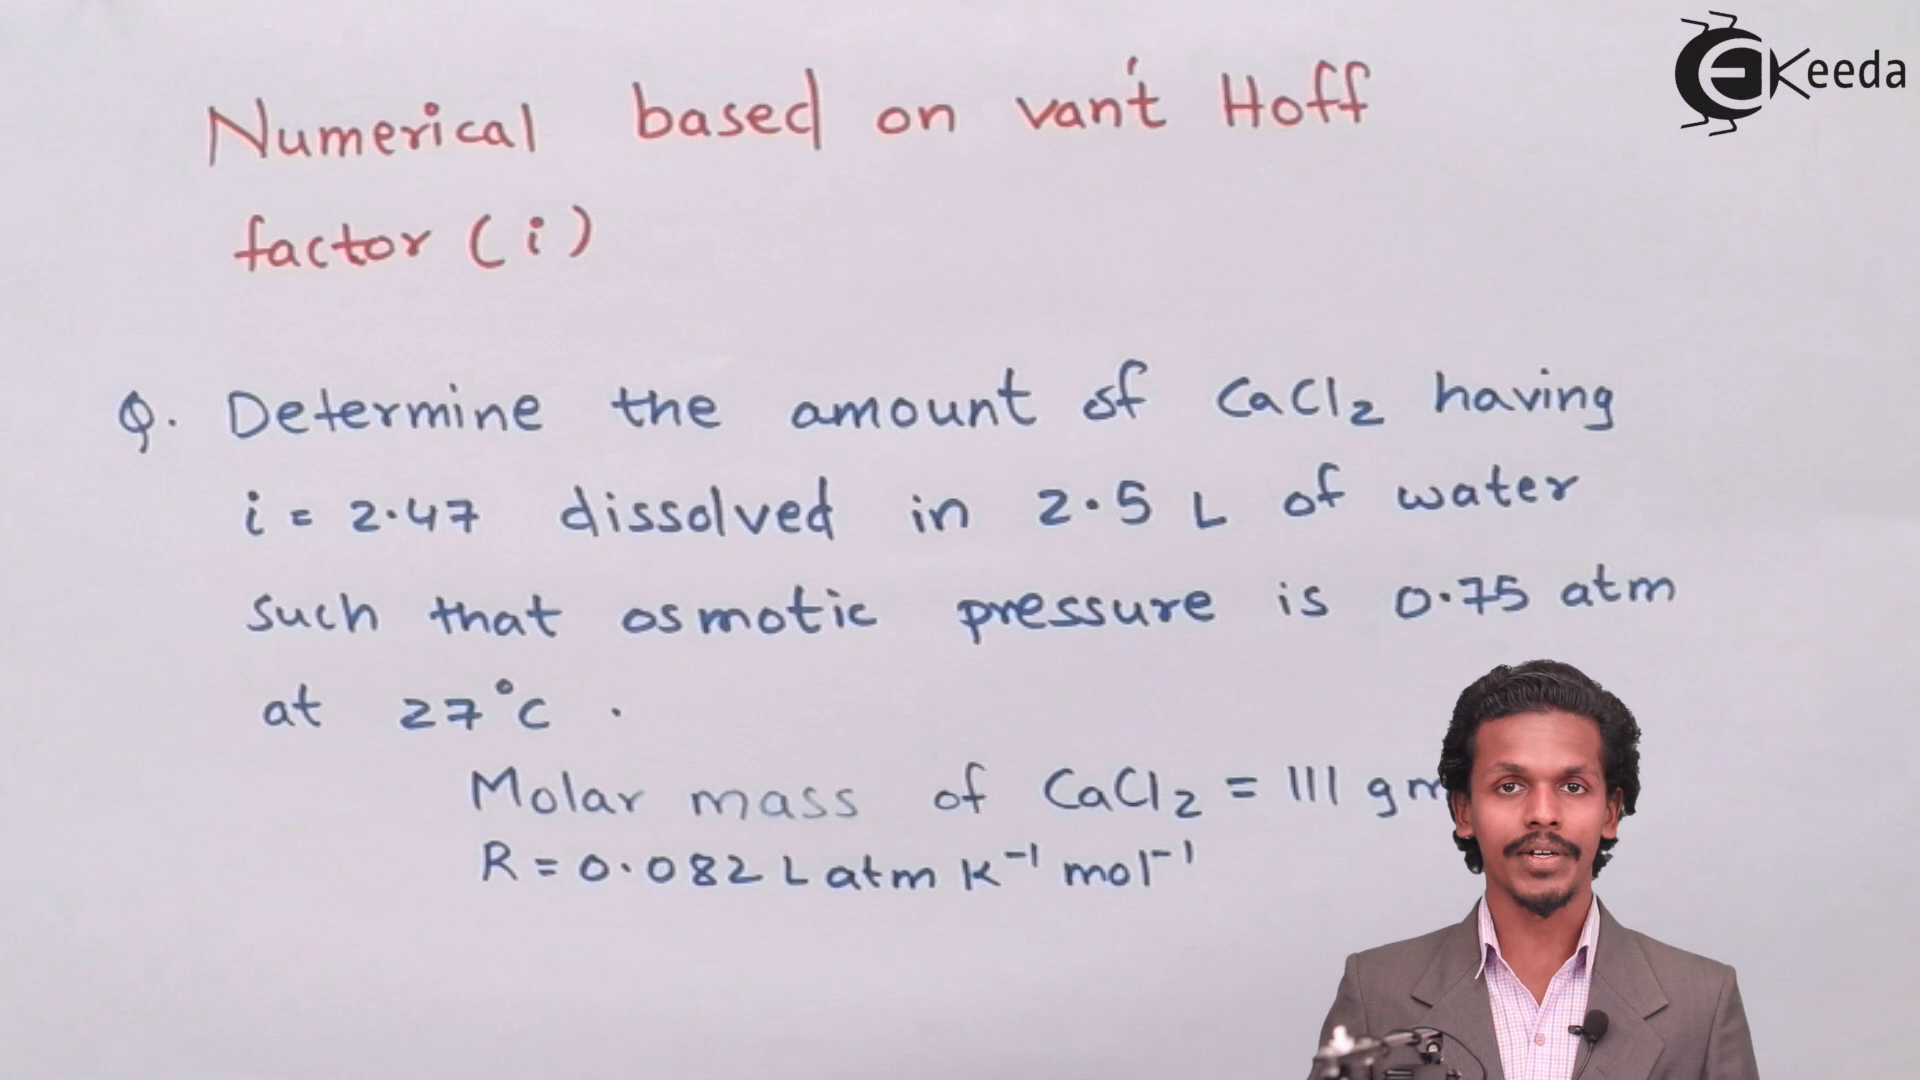 EKeeda
Numerical based on van't Hoff
factor (i)
Q. Determine the amount of CaCl2 having
i = 2.47 dissolved in 2.5 L of water
such that osmotic pressure is 0.75 atm
at 27°C .
Molar mass of CaCl2 = 111 g
R = 0.082 L atm K⁻¹ mol⁻¹